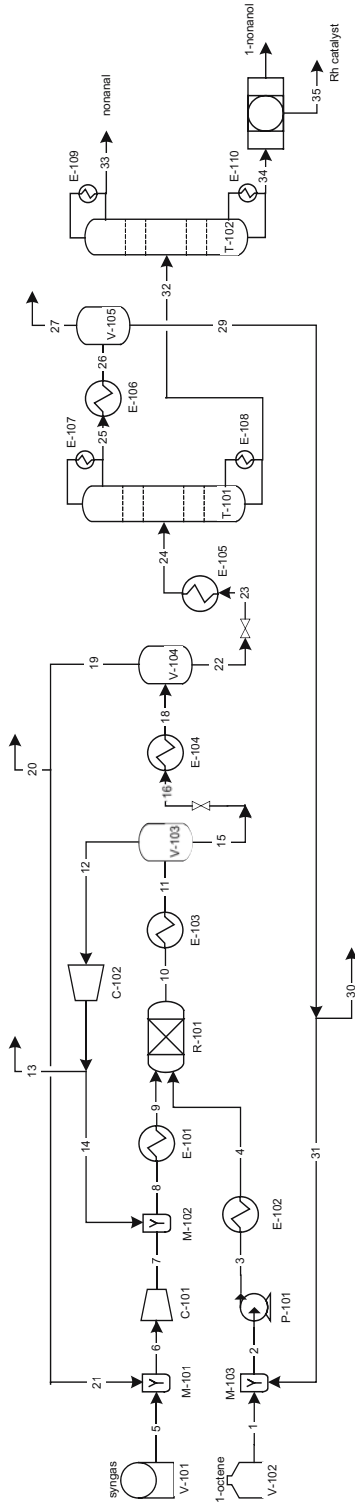 syngas
V-101
5
M-101
21
6
C-101
7
M-102
14
8
E-101
9
13
C-102
12
R-101
10
E-103
11
V-103
15
16
E-104
18
20
19
V-104
22
23
E-105
24
T-101
E-107
E-108
25
E-106
26
27
V-105
29
32
T-102
E-109
E-110
33
nonanal
34
1-nonanol
35
Rh catalyst
1-octene
V-102
1
M-103
2
P-101
3
E-102
4
31
30